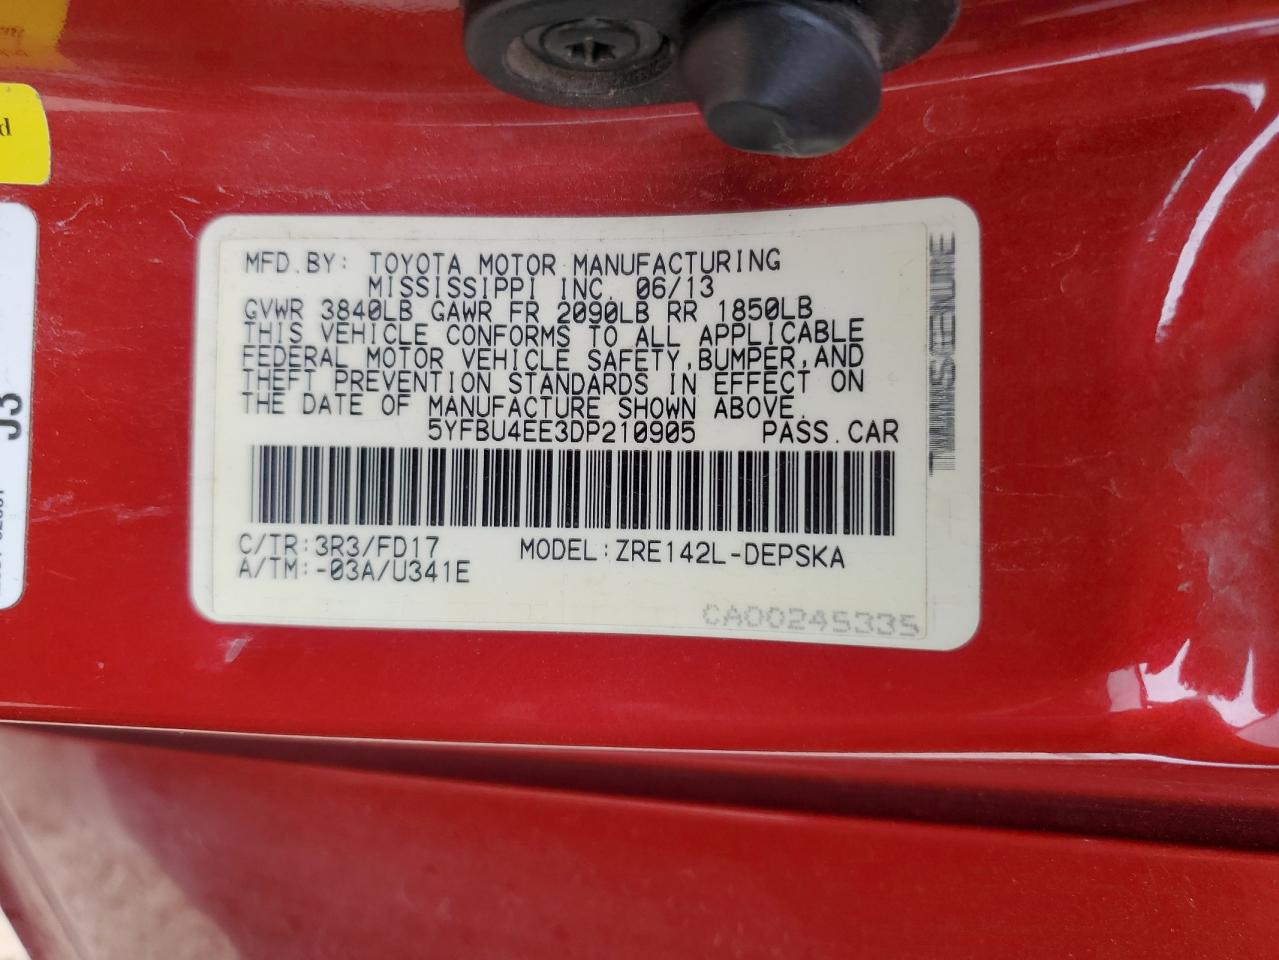 MFD.BY: TOYOTA MOTOR MANUFACTURING
MISSISSIPPI INC. 06/13
GVWR 3840LB GAWR FR 2090LB RR 1850LB
THIS VEHICLE CONFORMS TO ALL APPLICABLE
FEDERAL MOTOR VEHICLE SAFETY,BUMPER,AND
THEFT PREVENTION STANDARDS IN EFFECT ON
THE DATE OF MANUFACTURE SHOWN ABOVE.
5YFBU4EE3DP210905 PASS.CAR
C/TR:3R3/FD17 MODEL:ZRE142L-DEPSKA
A/TM:-03A/U341E
CA00245335
d
J3